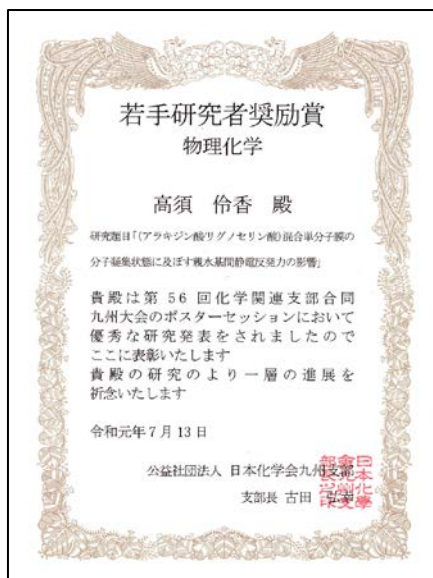 若手研究者奨励賞
物理化学
高須 伶香 殿
研究題目「(アラキジン酸/リグノセリン酸)混合単分子膜の
分子凝集状態に及ぼす親水基間静電反発力の影響」
貴殿は第56回化学関連支部合同
九州大会のポスターセッションにおいて
優秀な研究発表をされましたので
ここに表彰いたします
貴殿の研究のより一層の進展を
祈念いたします
令和元年7月13日
公益社団法人 日本化学会九州支部
支部長 古田 弘幸